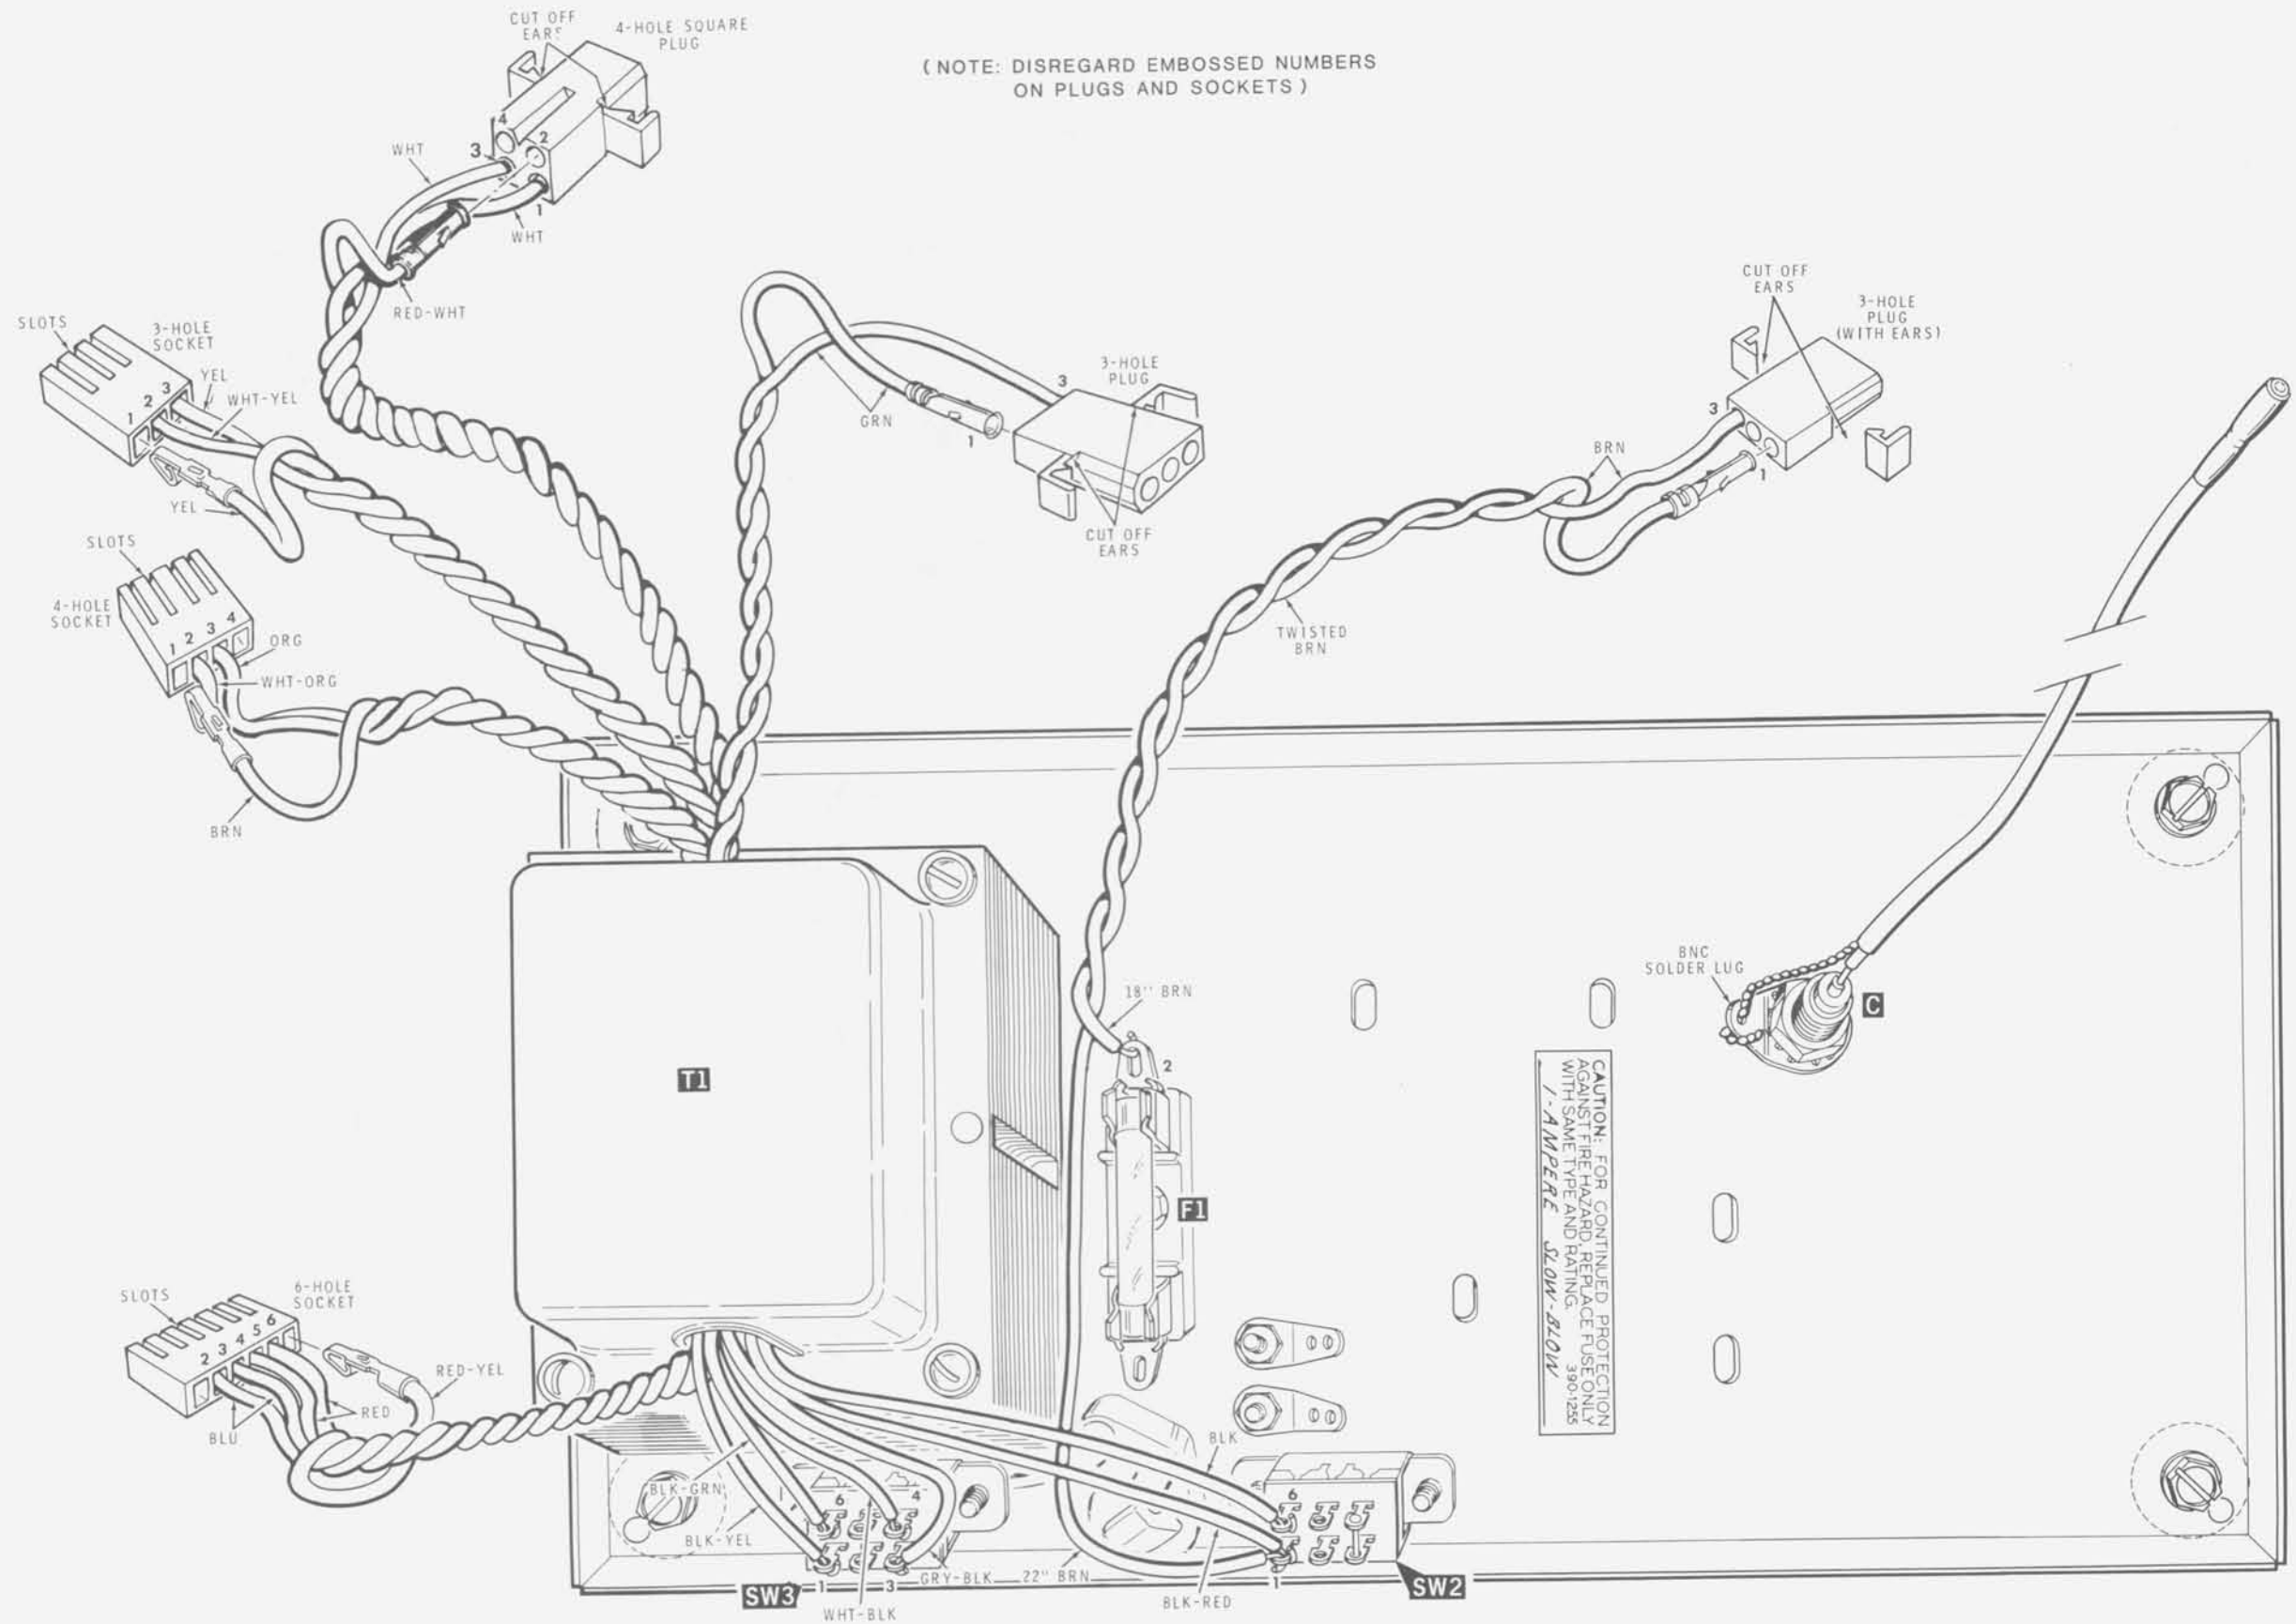 CUT OFF
EARS
4-HOLE SQUARE
PLUG
(NOTE: DISREGARD EMBOSSED NUMBERS
ON PLUGS AND SOCKETS)
4
2
3
1
WHT
WHT
RED-WHT
SLOTS
3-HOLE
SOCKET
YEL
3
2
WHT-YEL
1
YEL
3-HOLE
PLUG
3
GRN
1
CUT OFF
EARS
CUT OFF
EARS
3-HOLE
PLUG
(WITH EARS)
3
BRN
1
TWISTED
BRN
SLOTS
4-HOLE
SOCKET
1
2
3
4
ORG
WHT-ORG
BRN
BNC
SOLDER LUG
C
18" BRN
2
T1
F1
CAUTION: FOR CONTINUED PROTECTION
AGAINST FIRE HAZARD, REPLACE FUSE ONLY
WITH SAME TYPE AND RATING. 390-1255
1-AMPERE SLOW-BLOW
SLOTS
6-HOLE
SOCKET
2
3
4
5
6
RED-YEL
RED
BLU
BLK
BLK-GRN
6
4
6
BLK-YEL
SW3
1
3
GRY-BLK
22" BRN
1
SW2
WHT-BLK
BLK-RED